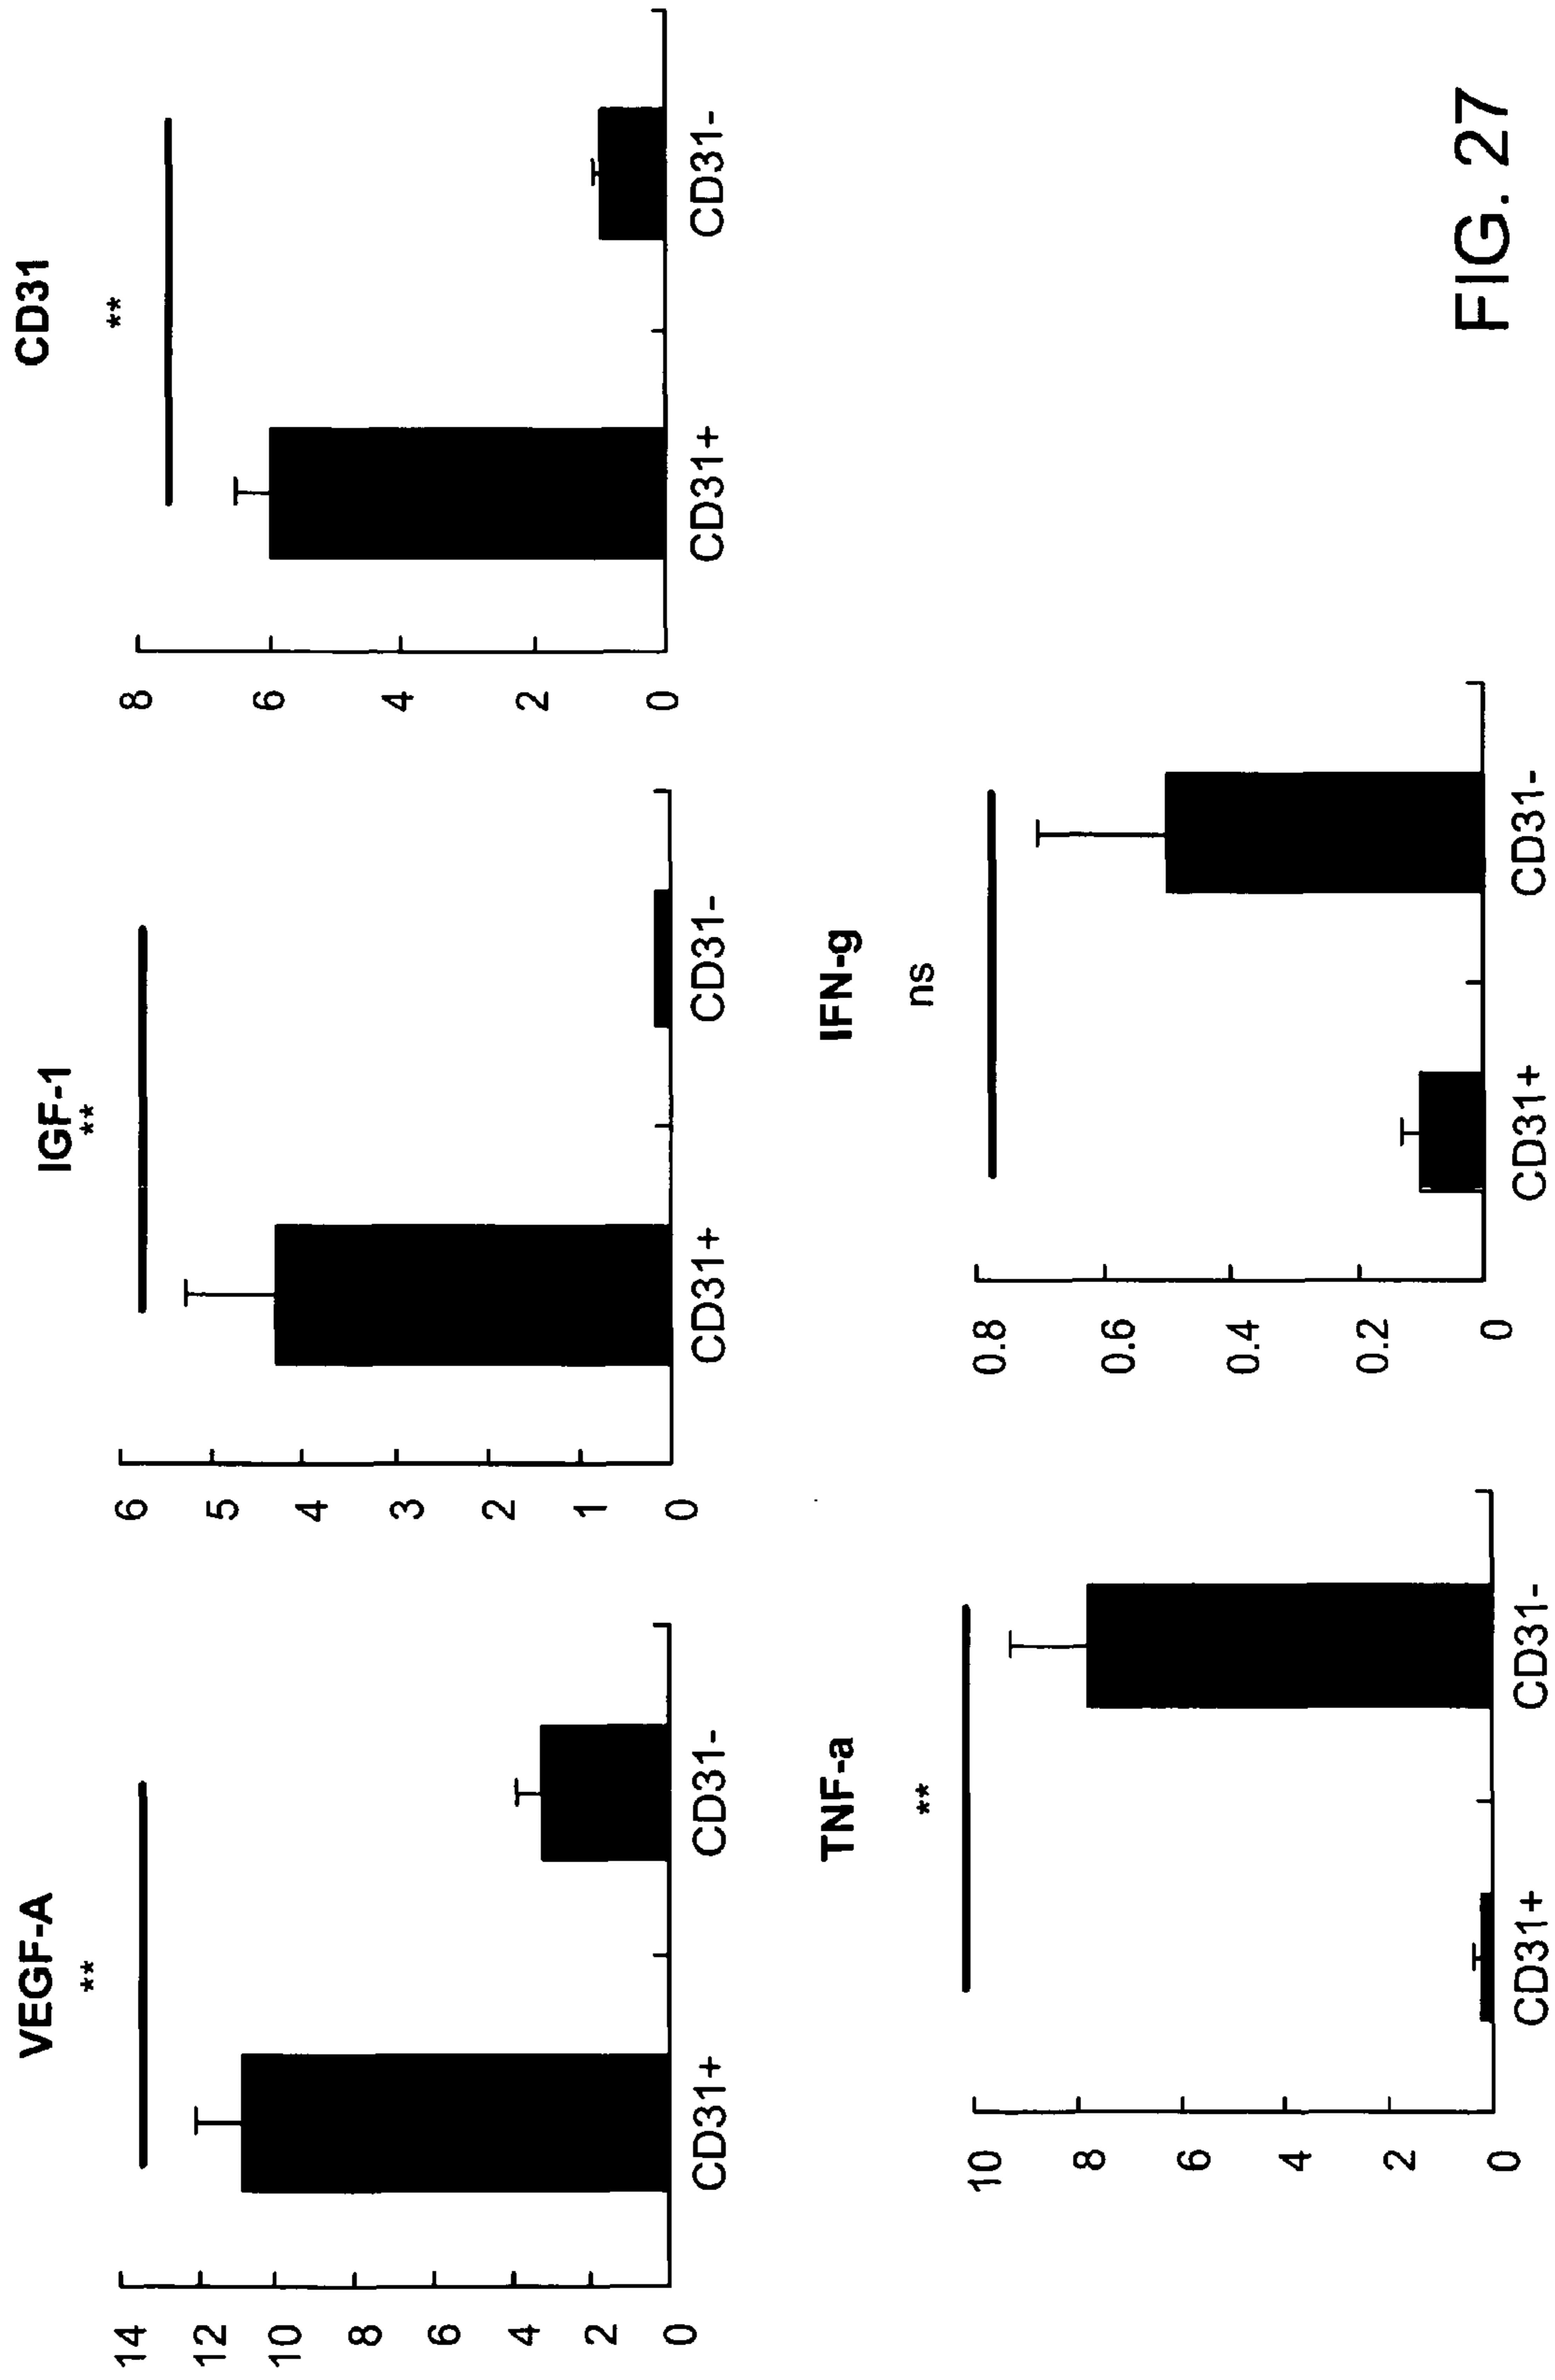 VEGF-A
**
14
12
10
8
6
4
2
0
CD31+ CD31-
IGF-1
**
6
5
4
3
2
1
0
CD31+ CD31-
CD31
**
8
6
4
2
0
CD31+ CD31-
TNF-a
**
10
8
6
4
2
0
CD31+ CD31-
IFN-g
ns
0.8
0.6
0.4
0.2
0
CD31+ CD31-
FIG. 27